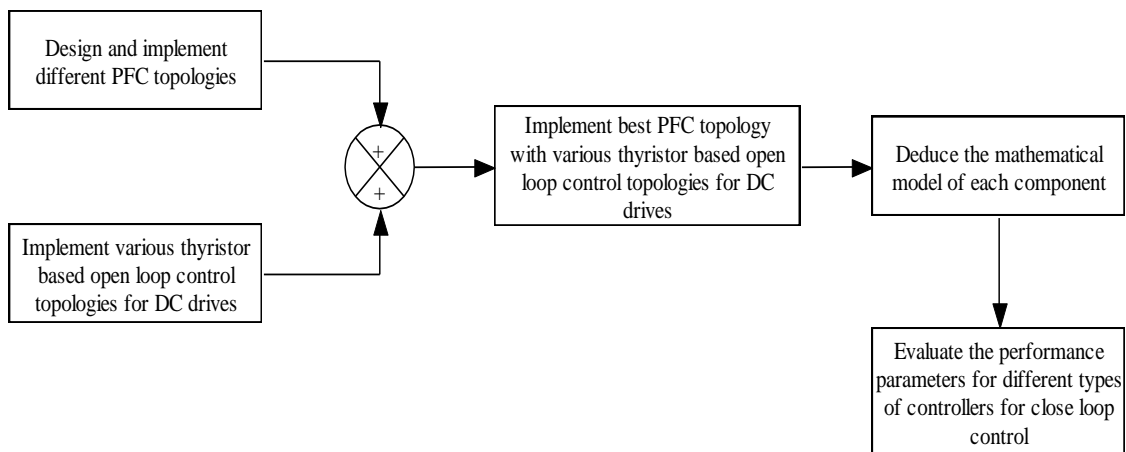 Design and implement
different PFC topologies
+
+
Implement various thyristor
based open loop control
topologies for DC drives
Implement best PFC topology
with various thyristor based open
loop control topologies for DC
drives
Deduce the mathematical
model of each component
Evaluate the performance
parameters for different types
of controllers for close loop
control